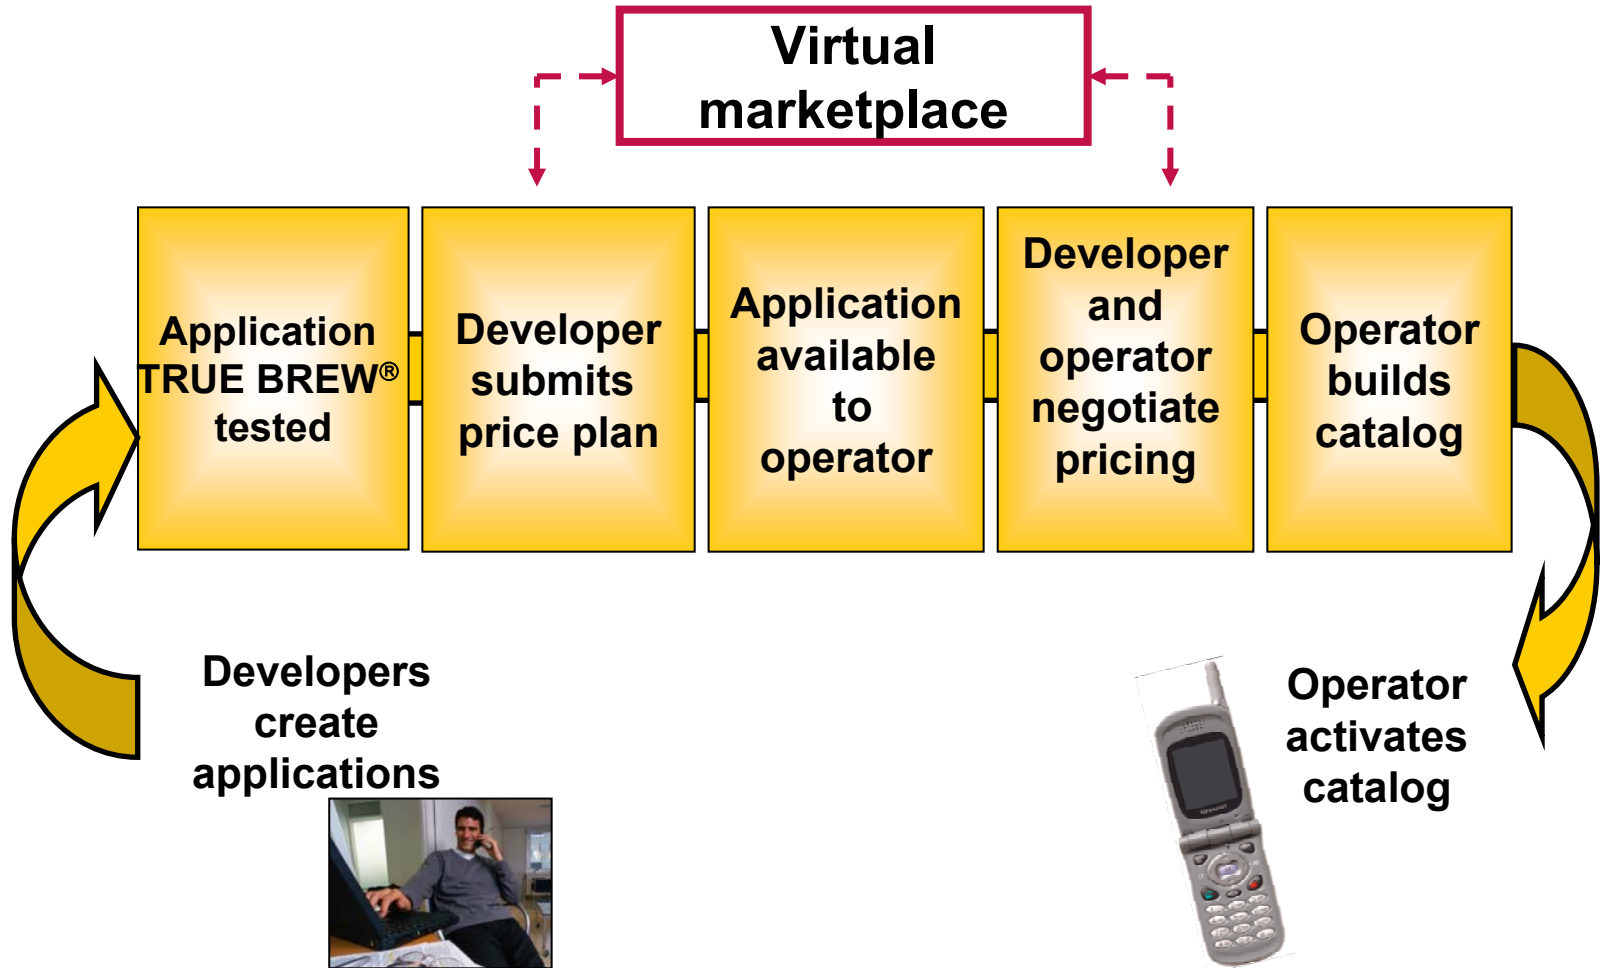 Virtual
marketplace
Application
TRUE BREW®
tested
Developer
submits
price plan
Application
available
to
operator
Developer
and
operator
negotiate
pricing
Operator
builds
catalog
Developers
create
applications
Operator
activates
catalog
SHARP